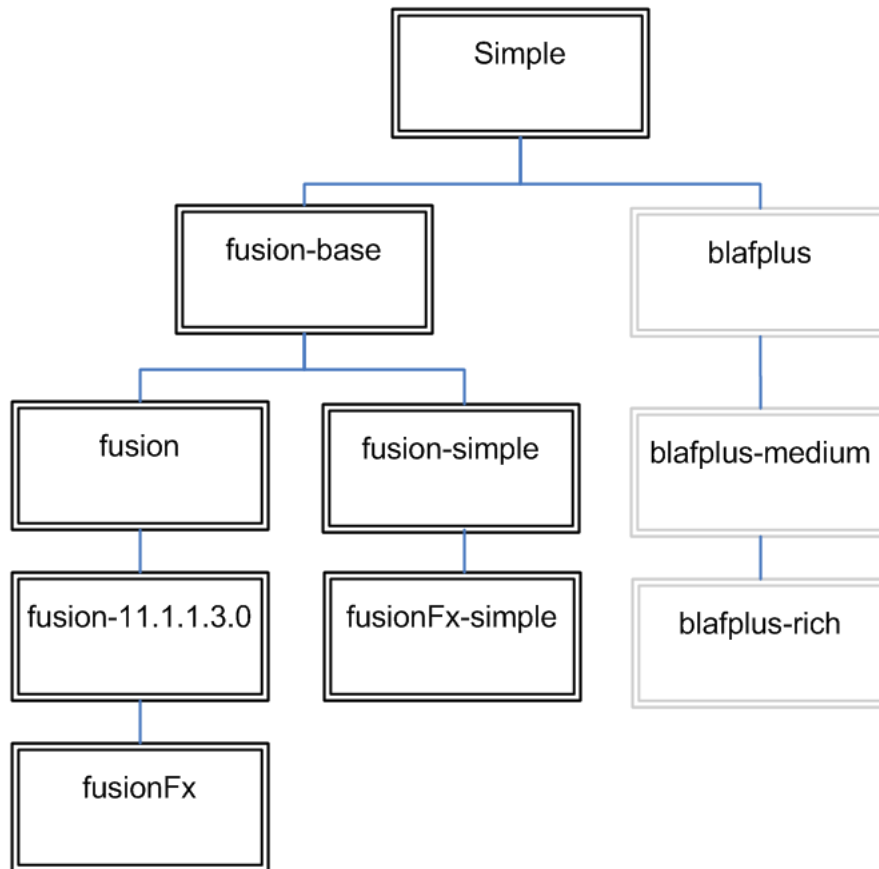 Simple
fusion-base
blafplus
fusion
fusion-simple
blafplus-medium
fusion-11.1.1.3.0
fusionFx-simple
blafplus-rich
fusionFx